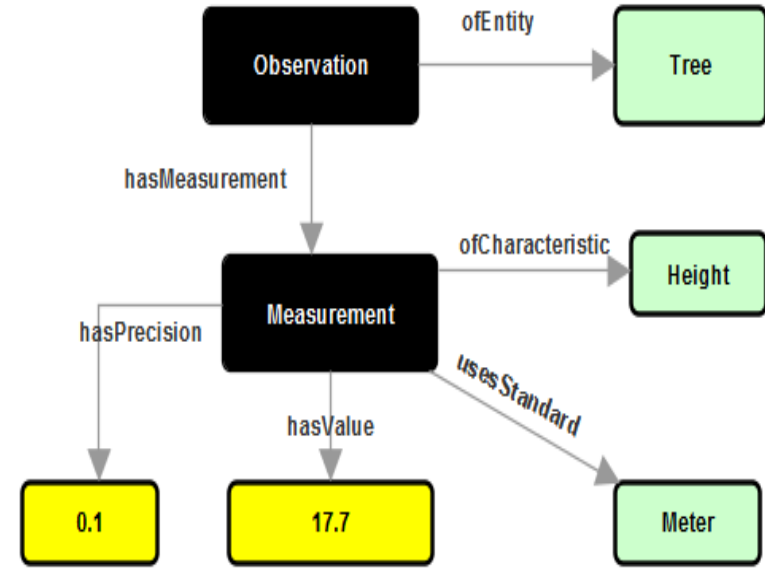 ofEntity
Observation
Tree
hasMeasurement
ofCharacteristic
Height
Measurement
hasPrecision
usesStandard
hasValue
0.1
17.7
Meter